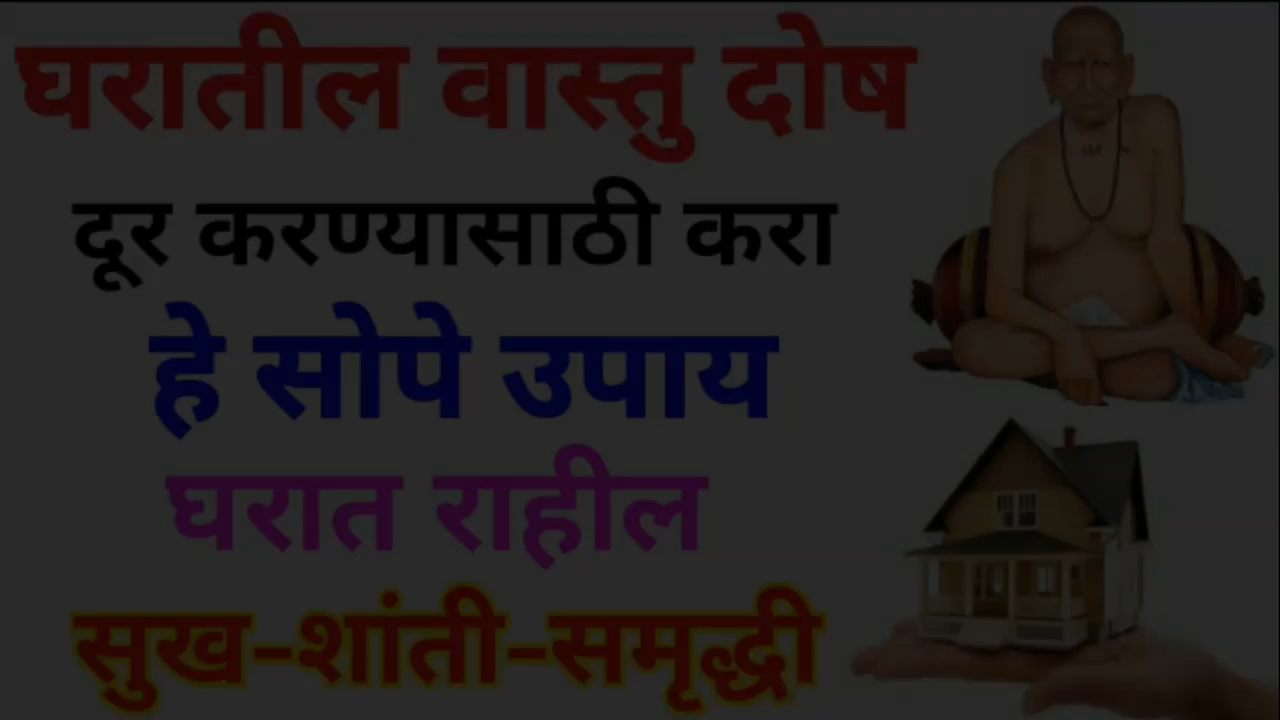 घरातील वास्तु दोष
दूर करण्यासाठी करा
हे सोपे उपाय
घरात राहील
सुख-शांती-समृद्धी